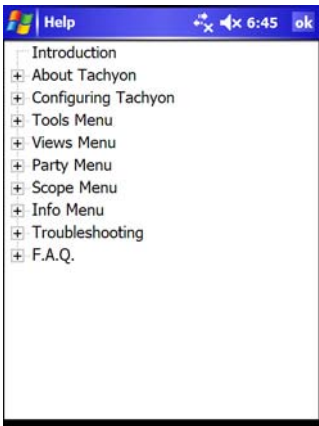 Help 6:45 ok
Introduction
About Tachyon
Configuring Tachyon
Tools Menu
Views Menu
Party Menu
Scope Menu
Info Menu
Troubleshooting
F.A.Q.